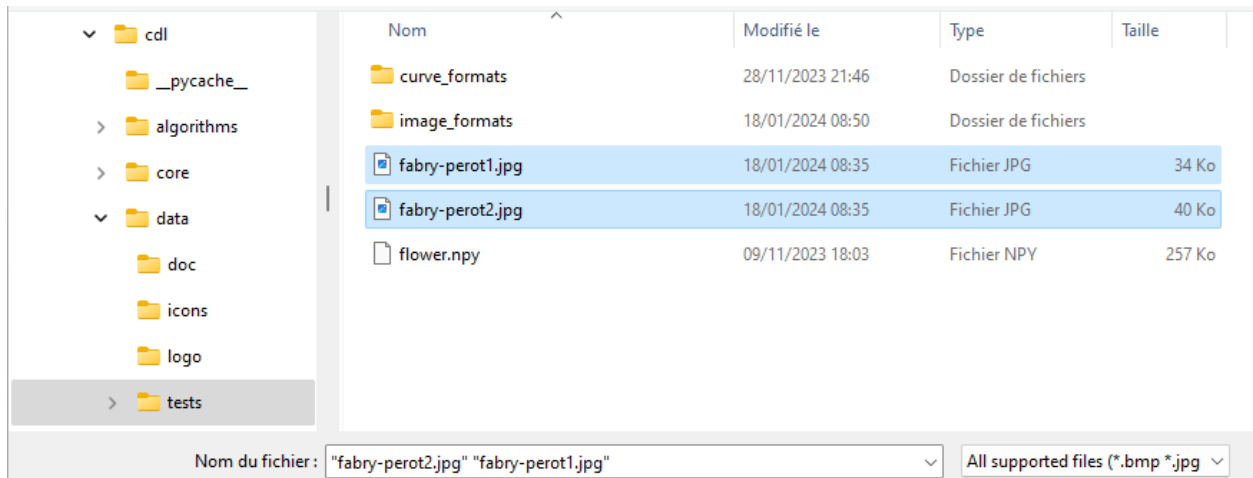 cdl
__pycache__
algorithms
core
data
doc
icons
logo
tests
Nom Modifié le Type Taille
curve_formats 28/11/2023 21:46 Dossier de fichiers
image_formats 18/01/2024 08:50 Dossier de fichiers
fabry-perot1.jpg 18/01/2024 08:35 Fichier JPG 34 Ko
fabry-perot2.jpg 18/01/2024 08:35 Fichier JPG 40 Ko
flower.npy 09/11/2023 18:03 Fichier NPY 257 Ko
Nom du fichier : "fabry-perot2.jpg" "fabry-perot1.jpg" All supported files (*.bmp *.jpg